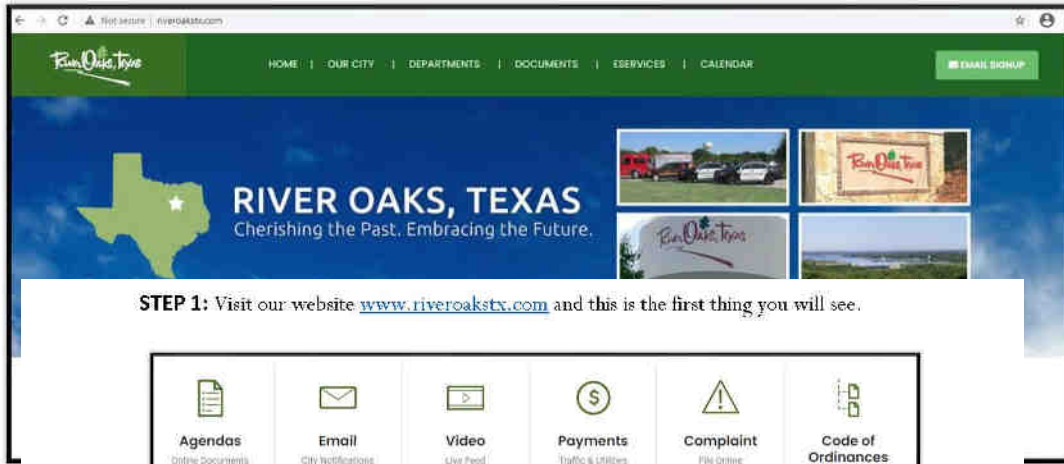 Not secure | riveroakstx.com
River Oaks, Texas
HOME | OUR CITY | DEPARTMENTS | DOCUMENTS | ESERVICES | CALENDAR
EMAIL SIGNUP
RIVER OAKS, TEXAS
Cherishing the Past. Embracing the Future.
River Oaks, Texas
River Oaks, Texas
STEP 1: Visit our website www.riveroakstx.com and this is the first thing you will see.
Agendas
Online Documents
Email
City Notifications
Video
Live Feed
Payments
Traffic & Utilities
Complaint
File Online
Code of
Ordinances